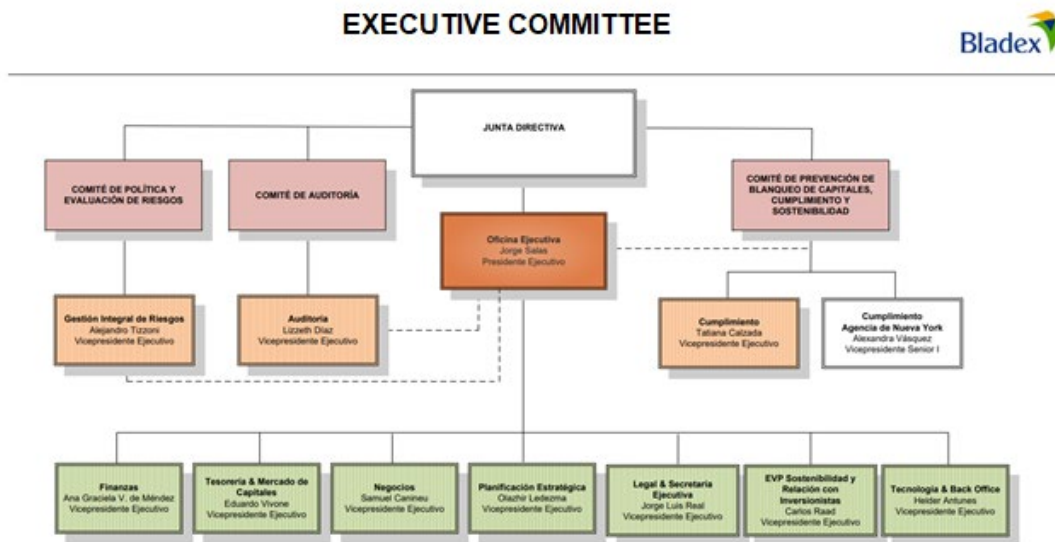 EXECUTIVE COMMITTEE
Bladex
JUNTA DIRECTIVA
COMITÉ DE POLÍTICA Y
EVALUACIÓN DE RIESGOS
COMITÉ DE AUDITORÍA
COMITÉ DE PREVENCIÓN DE
BLANQUEO DE CAPITALES,
CUMPLIMIENTO Y
SOSTENIBILIDAD
Oficina Ejecutiva
Jorge Salas
Presidente Ejecutivo
Gestión Integral de Riesgos
Alejandro Tizzoni
Vicepresidente Ejecutivo
Auditoría
Lizzeth Díaz
Vicepresidente Ejecutivo
Cumplimiento
Tatiana Calzada
Vicepresidente Ejecutivo
Cumplimiento
Agencia de Nueva York
Alexandra Vásquez
Vicepresidente Senior I
Finanzas
Ana Graciela V. de Méndez
Vicepresidente Ejecutivo
Tesorería & Mercado de
Capitales
Eduardo Vivone
Vicepresidente Ejecutivo
Negocios
Samuel Canineu
Vicepresidente Ejecutivo
Planificación Estratégica
Olazhir Ledezma
Vicepresidente Ejecutivo
Legal & Secretaria
Ejecutiva
Jorge Luis Real
Vicepresidente Ejecutivo
EVP Sostenibilidad y
Relación con
Inversionistas
Carlos Raad
Vicepresidente Ejecutivo
Tecnología & Back Office
Helder Antunes
Vicepresidente Ejecutivo